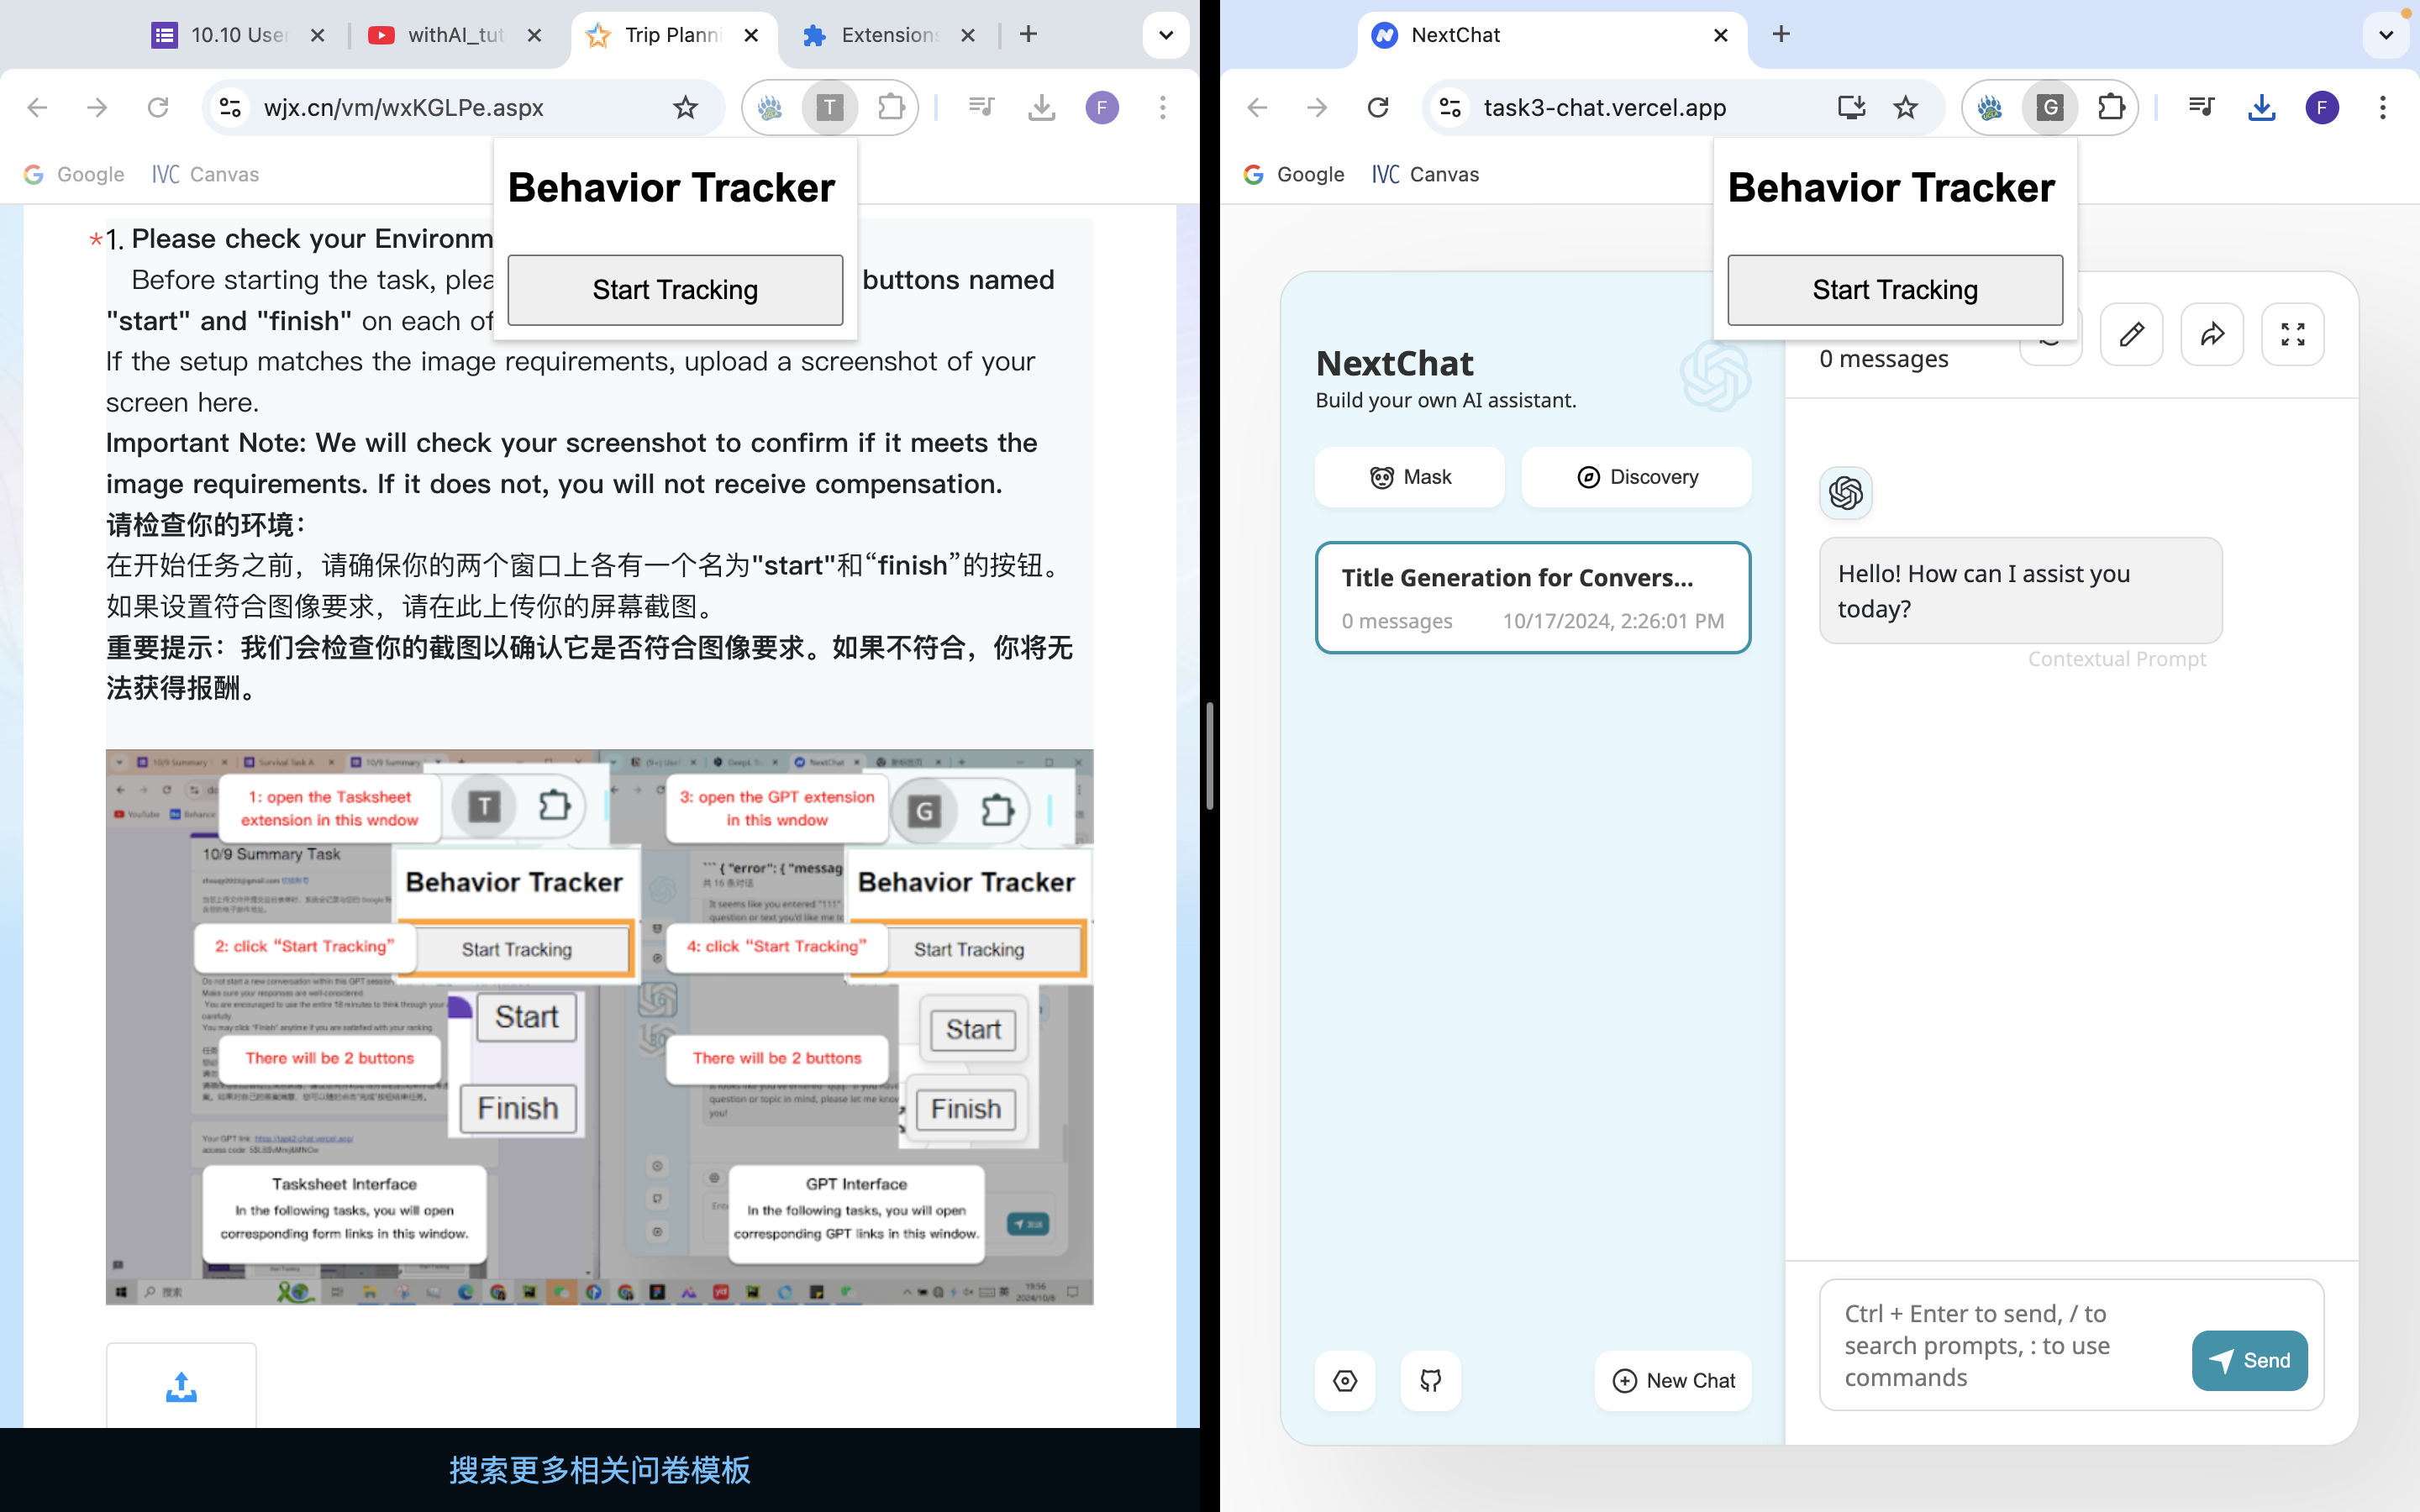 10.10 User
withAI_tut
Trip Planni
Extensions
wjx.cn/vm/wxKGLPe.aspx
T
F
Google
IVC Canvas
Behavior Tracker
Start Tracking
*1. Please check your Environm
Before starting the task, plea
buttons named
"start" and "finish" on each of
If the setup matches the image requirements, upload a screenshot of your
screen here.
Important Note: We will check your screenshot to confirm if it meets the
image requirements. If it does not, you will not receive compensation.
请检查你的环境：
在开始任务之前，请确保你的两个窗口上各有一个名为"start"和“finish”的按钮。
如果设置符合图像要求，请在此上传你的屏幕截图。
重要提示：我们会检查你的截图以确认它是否符合图像要求。如果不符合，你将无
法获得报酬。
1: open the Tasksheet
extension in this wndow
T
3: open the GPT extension
in this wndow
G
10/9 Summary Task
Behavior Tracker
Behavior Tracker
2: click “Start Tracking”
Start Tracking
4: click “Start Tracking”
Start Tracking
Start
Start
There will be 2 buttons
There will be 2 buttons
Finish
Finish
Tasksheet Interface
In the following tasks, you will open
corresponding form links in this window.
GPT Interface
In the following tasks, you will open
corresponding GPT links in this window.
搜索更多相关问卷模板
NextChat
task3-chat.vercel.app
G
F
Google
IVC Canvas
Behavior Tracker
Start Tracking
NextChat
Build your own AI assistant.
0 messages
Mask
Discovery
Title Generation for Convers...
0 messages
10/17/2024, 2:26:01 PM
Hello! How can I assist you
today?
Contextual Prompt
Ctrl + Enter to send, / to
search prompts, : to use
commands
Send
New Chat